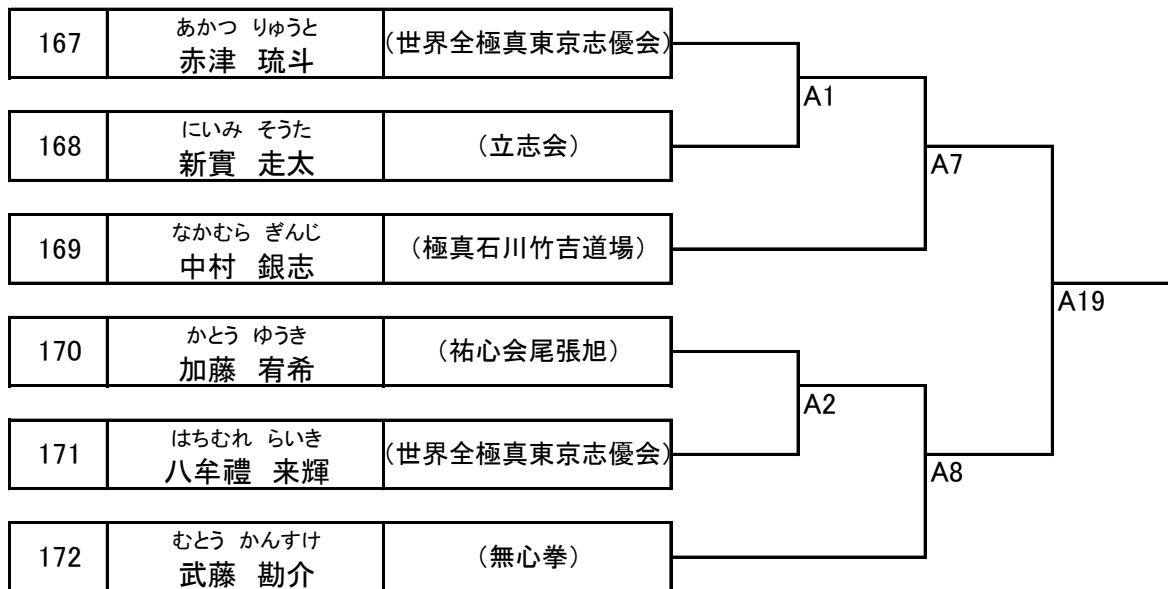 167
あかつ りゅうと
赤津 琉斗
(世界全極真東京志優会)
A1
168
にいみ そうた
新實 走太
(立志会)
A7
169
なかむら ぎんじ
中村 銀志
(極真石川竹吉道場)
A19
170
かとう ゆうき
加藤 宥希
(祐心会尾張旭)
A2
171
はちむれ らいき
八牟禮 来輝
(世界全極真東京志優会)
A8
172
むとう かんすけ
武藤 勘介
(無心拳)